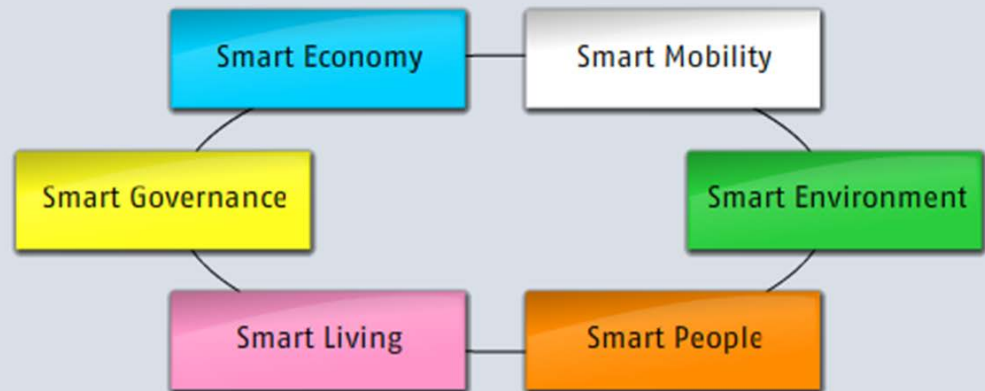 Smart Economy
Smart Mobility
Smart Governance
Smart Environment
Smart Living
Smart People